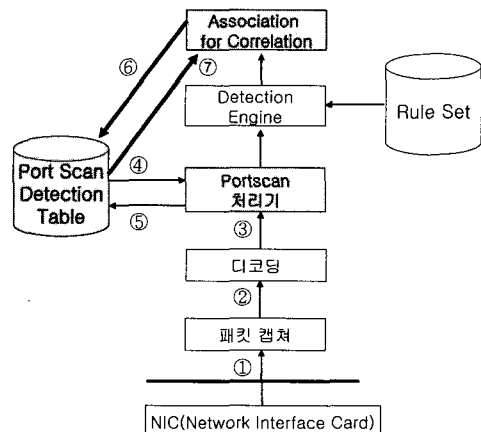 Association
for Correlation
⑥
⑦
Detection
Engine
Rule Set
Port Scan
Detection
Table
④
⑤
Portscan
처리기
③
디코딩
②
패킷 캡쳐
①
NIC(Network Interface Card)